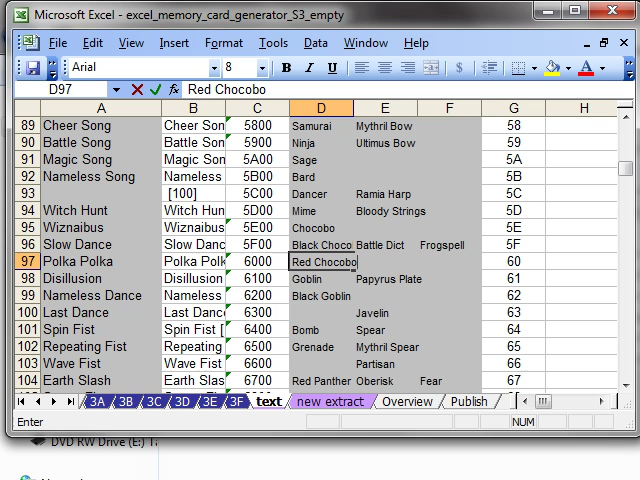 Microsoft Excel - excel_memory_card_generator_S3_empty
File Edit View Insert Format Tools Data Window Help
Arial 8 B I U $
D97 Red Chocobo
A B C D E F G H
89 Cheer Song Cheer Son 5800 Samurai Mythril Bow 58
90 Battle Song Battle Son 5900 Ninja Ultimus Bow 59
91 Magic Song Magic Son 5A00 Sage 5A
92 Nameless Song Nameless 5B00 Bard 5B
93 [100] 5C00 Dancer Ramia Harp 5C
94 Witch Hunt Witch Hun 5D00 Mime Bloody Strings 5D
95 Wiznaibus Wiznaibus 5E00 Chocobo 5E
96 Slow Dance Slow Danc 5F00 Black Choco Battle Dict Frogspell 5F
97 Polka Polka Polka Polk 6000 Red Chocobo 60
98 Disillusion Disillusion 6100 Goblin Papyrus Plate 61
99 Nameless Dance Nameless 6200 Black Goblin 62
100 Last Dance Last Dance 6300 Javelin 63
101 Spin Fist Spin Fist [ 6400 Bomb Spear 64
102 Repeating Fist Repeating 6500 Grenade Mythril Spear 65
103 Wave Fist Wave Fist 6600 Partisan 66
104 Earth Slash Earth Slas 6700 Red Panther Oberisk Fear 67
3A 3B 3C 3D 3E 3F text new extract Overview Publish
Enter NUM
DVD RW Drive (E:)